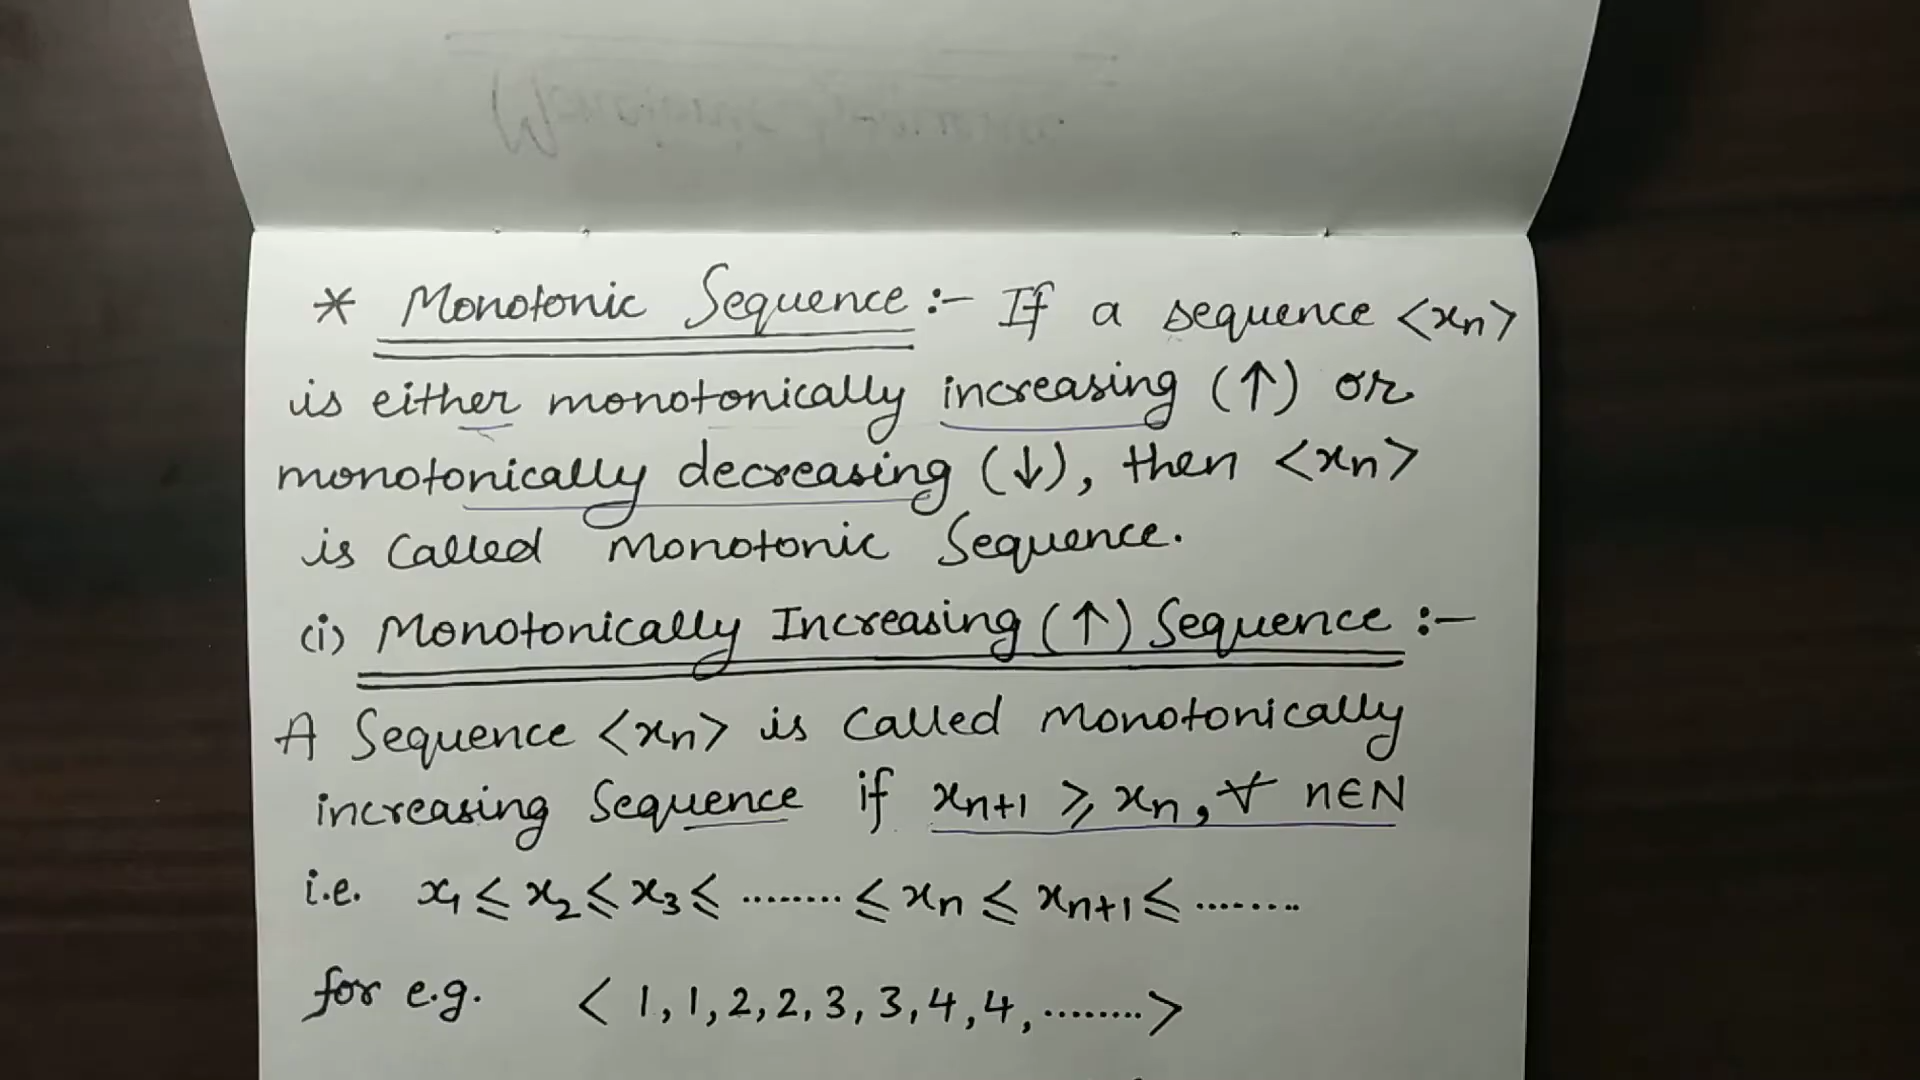 * Monotonic Sequence :- If a sequence <xₙ>
is either monotonically increasing (↑) or
monotonically decreasing (↓), then <xₙ>
is called Monotonic Sequence.
(i) Monotonically Increasing (↑) Sequence :-
A Sequence <xₙ> is called monotonically
increasing Sequence if xₙ₊₁ ≥ xₙ, ∀ n∈N
i.e. x₁ ≤ x₂ ≤ x₃ ≤ ......... ≤ xₙ ≤ xₙ₊₁ ≤ ........
for e.g. < 1, 1, 2, 2, 3, 3, 4, 4, ........ >